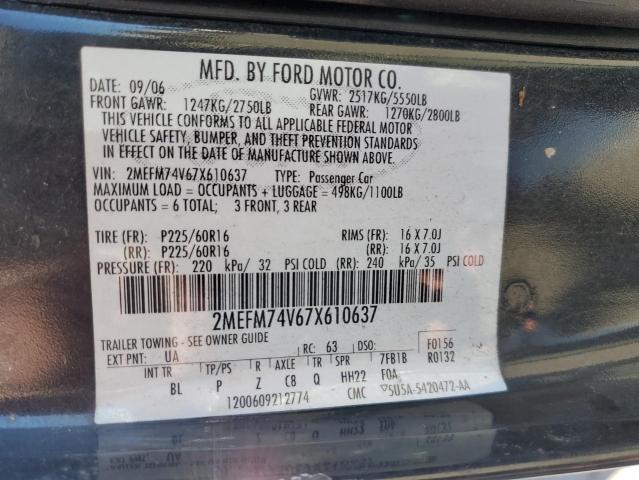 MFD. BY FORD MOTOR CO.
DATE: 09/06 GVWR: 2517KG/5550LB
FRONT GAWR: 1247KG/2750LB REAR GAWR: 1270KG/2800LB
THIS VEHICLE CONFORMS TO ALL APPLICABLE FEDERAL MOTOR
VEHICLE SAFETY, BUMPER, AND THEFT PREVENTION STANDARDS
IN EFFECT ON THE DATE OF MANUFACTURE SHOWN ABOVE.
VIN: 2MEFM74V67X610637 TYPE: Passenger Car
MAXIMUM LOAD = OCCUPANTS + LUGGAGE = 498KG/1100LB
OCCUPANTS = 6 TOTAL; 3 FRONT, 3 REAR
TIRE (FR): P225/60R16 RIMS (FR): 16 X 7.0J
(RR): P225/60R16 (RR): 16 X 7.0J
PRESSURE (FR): 220 kPa/ 32 PSI COLD (RR): 240 kPa/ 35 PSI COLD
2MEFM74V67X610637
TRAILER TOWING - SEE OWNER GUIDE F0156
EXT PNT: UA RC: 63 DSO: R0132
INT TR TP/PS R AXLE TR SPR 7FB1B
BL P Z C8 Q HH22 F0A
1200609212774 CMC ▽5U5A-5420472-AA